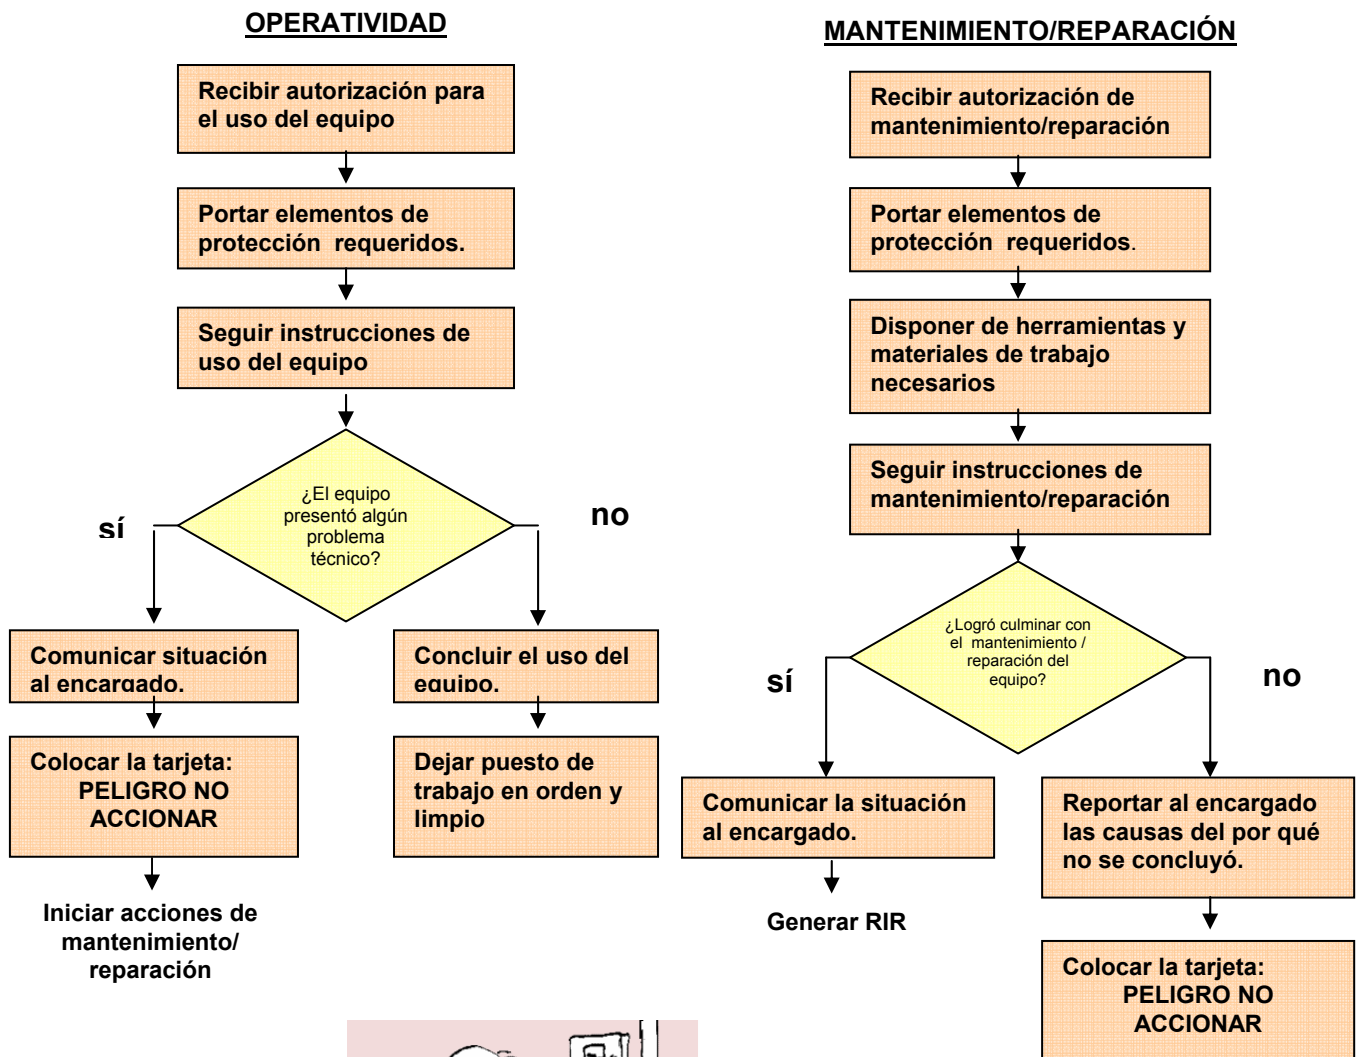 OPERATIVIDAD
Recibir autorización para
el uso del equipo
Portar elementos de
protección requeridos.
Seguir instrucciones de
uso del equipo
¿El equipo
presentó algún
problema
técnico?
sí
no
Comunicar situación
al encargado.
Colocar la tarjeta:
PELIGRO NO
ACCIONAR
Iniciar acciones de
mantenimiento/
reparación
Concluir el uso del
equipo.
Dejar puesto de
trabajo en orden y
limpio
MANTENIMIENTO/REPARACIÓN
Recibir autorización de
mantenimiento/reparación
Portar elementos de
protección requeridos.
Disponer de herramientas y
materiales de trabajo
necesarios
Seguir instrucciones de
mantenimiento/reparación
¿Logró culminar con
el mantenimiento /
reparación del
equipo?
sí
no
Comunicar la situación
al encargado.
Generar RIR
Reportar al encargado
las causas del por qué
no se concluyó.
Colocar la tarjeta:
PELIGRO NO
ACCIONAR